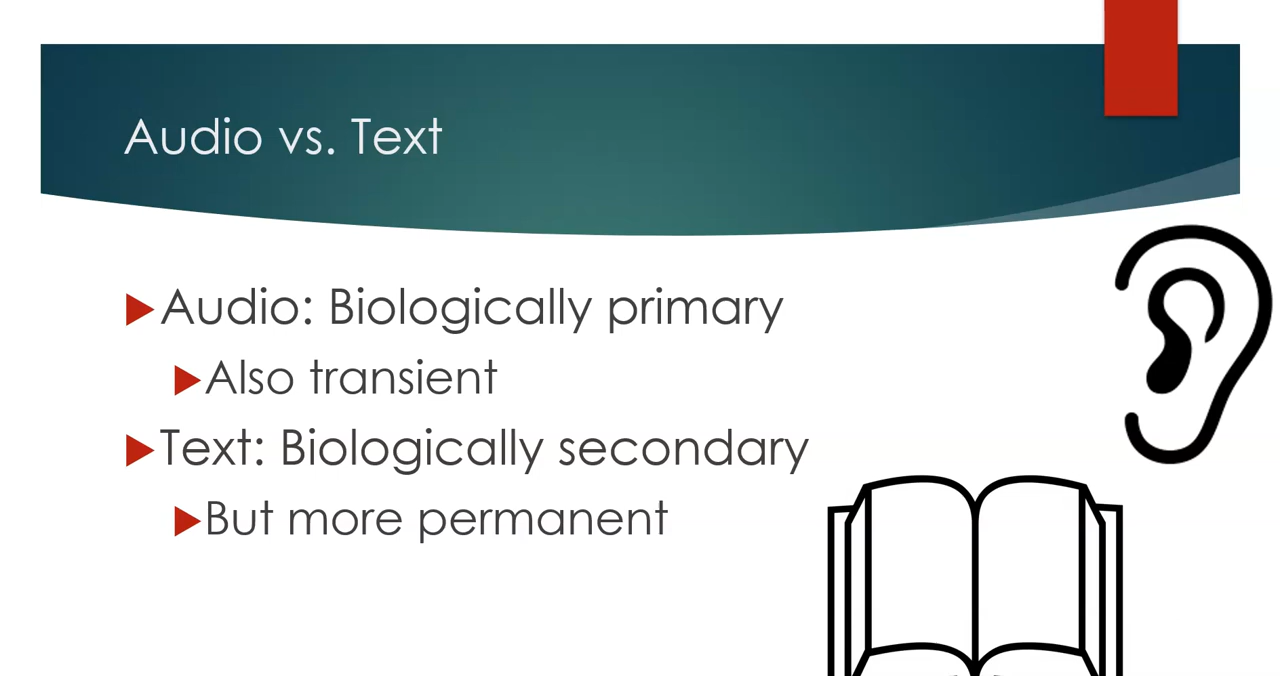 Audio vs. Text
Audio: Biologically primary
Also transient
Text: Biologically secondary
But more permanent